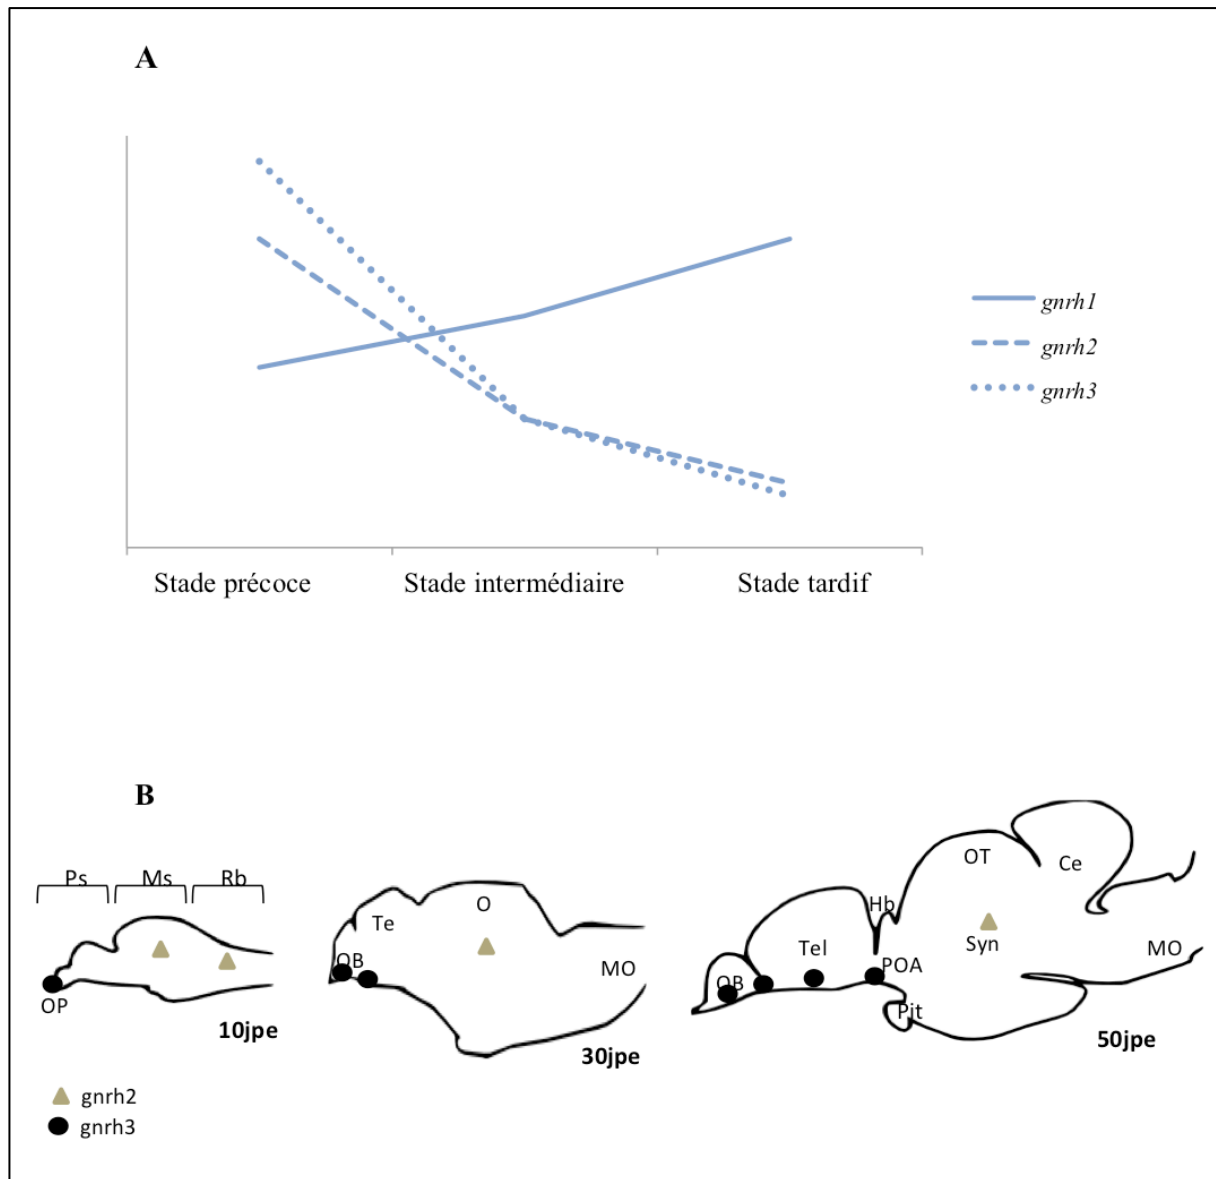 A
gnrh1
gnrh2
gnrh3
Stade précoce Stade intermédiaire Stade tardif
B
Ps Ms Rb
OP
10jpe
Te O
OB
MO
30jpe
OT Ce
Hb
Tel Syn MO
OB POA
Pit
50jpe
gnrh2
gnrh3